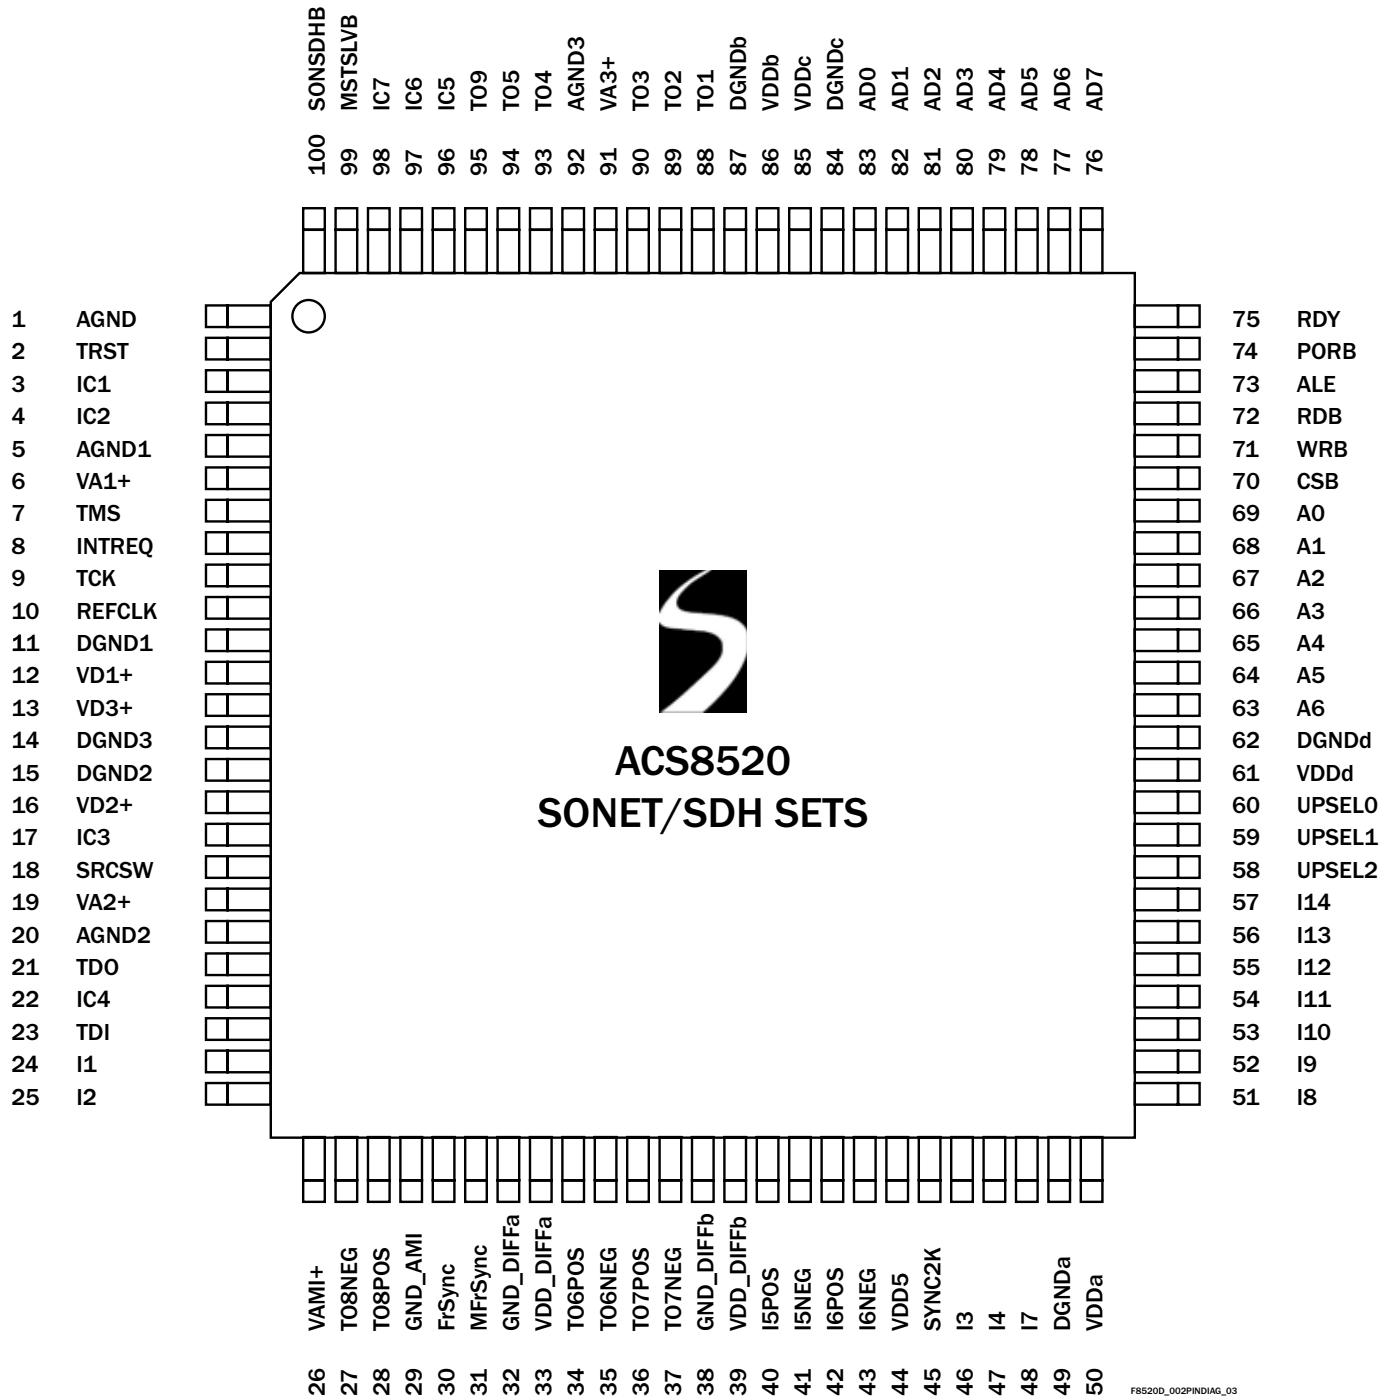 SONSDHB MSTSLVB IC7 IC6 IC5 TO9 TO5 TO4 AGND3 VA3+ TO3 TO2 TO1 DGNDb VDDb VDDc DGNDc AD0 AD1 AD2 AD3 AD4 AD5 AD6 AD7
100 99 98 97 96 95 94 93 92 91 90 89 88 87 86 85 84 83 82 81 80 79 78 77 76
1 AGND
2 TRST
3 IC1
4 IC2
5 AGND1
6 VA1+
7 TMS
8 INTREQ
9 TCK
10 REFCLK
11 DGND1
12 VD1+
13 VD3+
14 DGND3
15 DGND2
16 VD2+
17 IC3
18 SRCSW
19 VA2+
20 AGND2
21 TDO
22 IC4
23 TDI
24 I1
25 I2
ACS8520
SONET/SDH SETS
75 RDY
74 PORB
73 ALE
72 RDB
71 WRB
70 CSB
69 A0
68 A1
67 A2
66 A3
65 A4
64 A5
63 A6
62 DGNDd
61 VDDd
60 UPSEL0
59 UPSEL1
58 UPSEL2
57 I14
56 I13
55 I12
54 I11
53 I10
52 I9
51 I8
VAMI+ TO8NEG TO8POS GND_AMI FrSync MFrSync GND_DIFFa VDD_DIFFa TO6POS TO6NEG TO7POS TO7NEG GND_DIFFb VDD_DIFFb I5POS I5NEG I6POS I6NEG VDD5 SYNC2K I3 I4 I7 DGNDa VDDa
26 27 28 29 30 31 32 33 34 35 36 37 38 39 40 41 42 43 44 45 46 47 48 49 50
F8520D_002PINDIAG_03